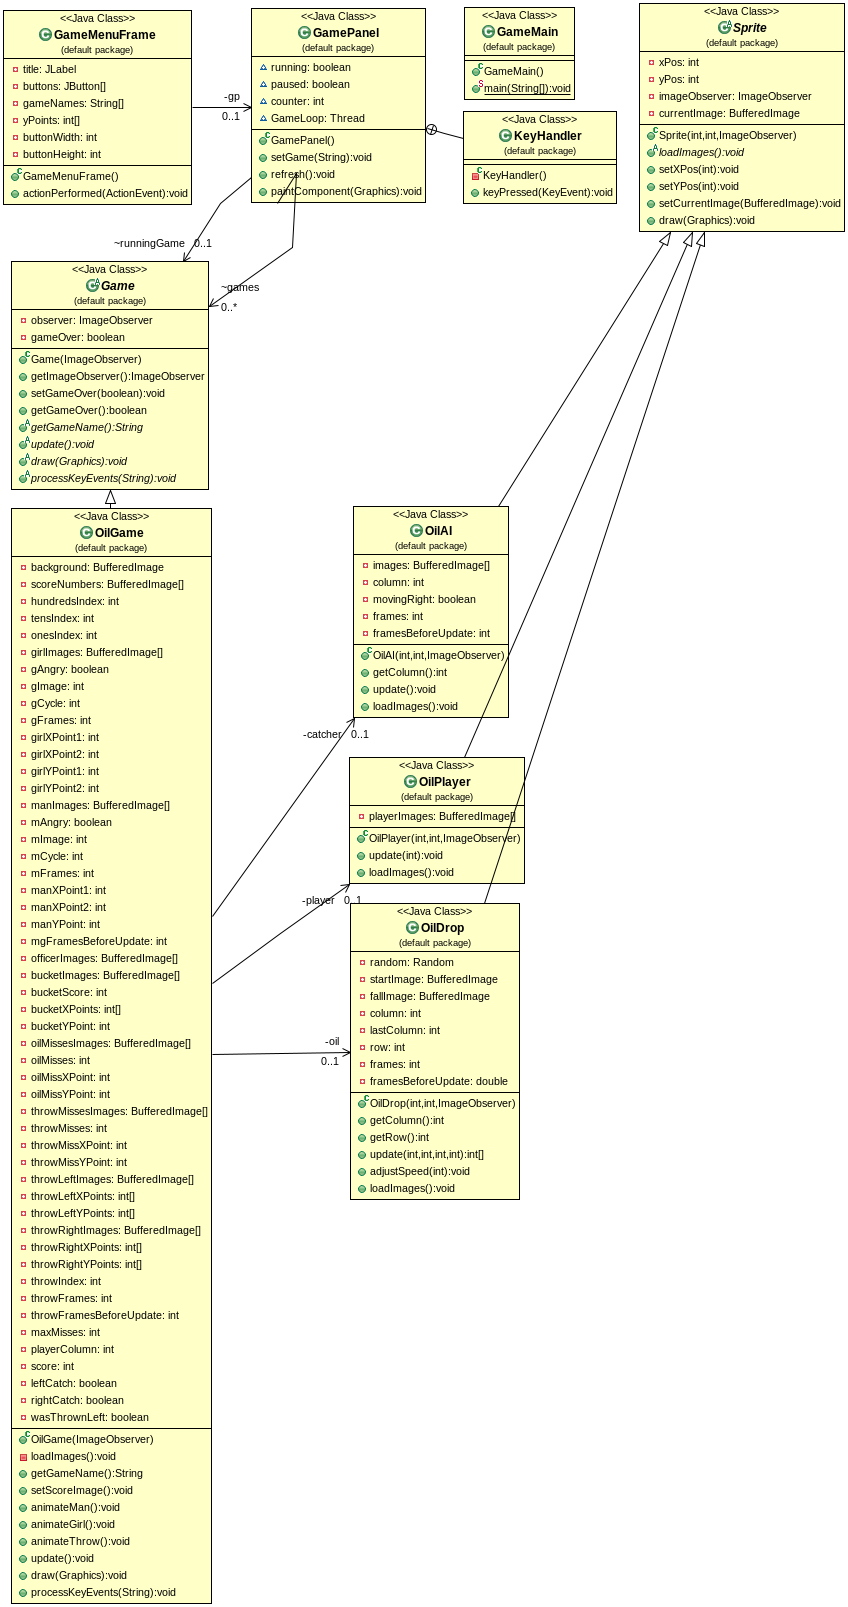 <<Java Class>>
GameMenuFrame
(default package)
title: JLabel
buttons: JButton[]
gameNames: String[]
yPoints: int[]
buttonWidth: int
buttonHeight: int
GameMenuFrame()
actionPerformed(ActionEvent):void
-gp
0..1
<<Java Class>>
GamePanel
(default package)
running: boolean
paused: boolean
counter: int
GameLoop: Thread
GamePanel()
setGame(String):void
refresh():void
paintComponent(Graphics):void
<<Java Class>>
GameMain
(default package)
GameMain()
main(String[]):void
<<Java Class>>
KeyHandler
(default package)
KeyHandler()
keyPressed(KeyEvent):void
<<Java Class>>
Sprite
(default package)
xPos: int
yPos: int
imageObserver: ImageObserver
currentImage: BufferedImage
Sprite(int,int,ImageObserver)
loadImages():void
setXPos(int):void
setYPos(int):void
setCurrentImage(BufferedImage):void
draw(Graphics):void
~runningGame 0..1
~games
0..*
<<Java Class>>
Game
(default package)
observer: ImageObserver
gameOver: boolean
Game(ImageObserver)
getImageObserver():ImageObserver
setGameOver(boolean):void
getGameOver():boolean
getGameName():String
update():void
draw(Graphics):void
processKeyEvents(String):void
<<Java Class>>
OilGame
(default package)
background: BufferedImage
scoreNumbers: BufferedImage[]
hundredsIndex: int
tensIndex: int
onesIndex: int
girlImages: BufferedImage[]
gAngry: boolean
gImage: int
gCycle: int
gFrames: int
girlXPoint1: int
girlXPoint2: int
girlYPoint1: int
girlYPoint2: int
manImages: BufferedImage[]
mAngry: boolean
mImage: int
mCycle: int
mFrames: int
manXPoint1: int
manXPoint2: int
manYPoint: int
mgFramesBeforeUpdate: int
officerImages: BufferedImage[]
bucketImages: BufferedImage[]
bucketScore: int
bucketXPoints: int[]
bucketYPoint: int
oilMissesImages: BufferedImage[]
oilMisses: int
oilMissXPoint: int
oilMissYPoint: int
throwMissesImages: BufferedImage[]
throwMisses: int
throwMissXPoint: int
throwMissYPoint: int
throwLeftImages: BufferedImage[]
throwLeftXPoints: int[]
throwLeftYPoints: int[]
throwRightImages: BufferedImage[]
throwRightXPoints: int[]
throwRightYPoints: int[]
throwIndex: int
throwFrames: int
throwFramesBeforeUpdate: int
maxMisses: int
playerColumn: int
score: int
leftCatch: boolean
rightCatch: boolean
wasThrownLeft: boolean
OilGame(ImageObserver)
loadImages():void
getGameName():String
setScoreImage():void
animateMan():void
animateGirl():void
animateThrow():void
update():void
draw(Graphics):void
processKeyEvents(String):void
<<Java Class>>
OilAI
(default package)
images: BufferedImage[]
column: int
movingRight: boolean
frames: int
framesBeforeUpdate: int
OilAI(int,int,ImageObserver)
getColumn():int
update():void
loadImages():void
-catcher 0..1
<<Java Class>>
OilPlayer
(default package)
playerImages: BufferedImage[]
OilPlayer(int,int,ImageObserver)
update(int):void
loadImages():void
-player 0..1
<<Java Class>>
OilDrop
(default package)
random: Random
startImage: BufferedImage
fallImage: BufferedImage
column: int
lastColumn: int
row: int
frames: int
framesBeforeUpdate: double
OilDrop(int,int,ImageObserver)
getColumn():int
getRow():int
update(int,int,int,int):int[]
adjustSpeed(int):void
loadImages():void
-oil
0..1